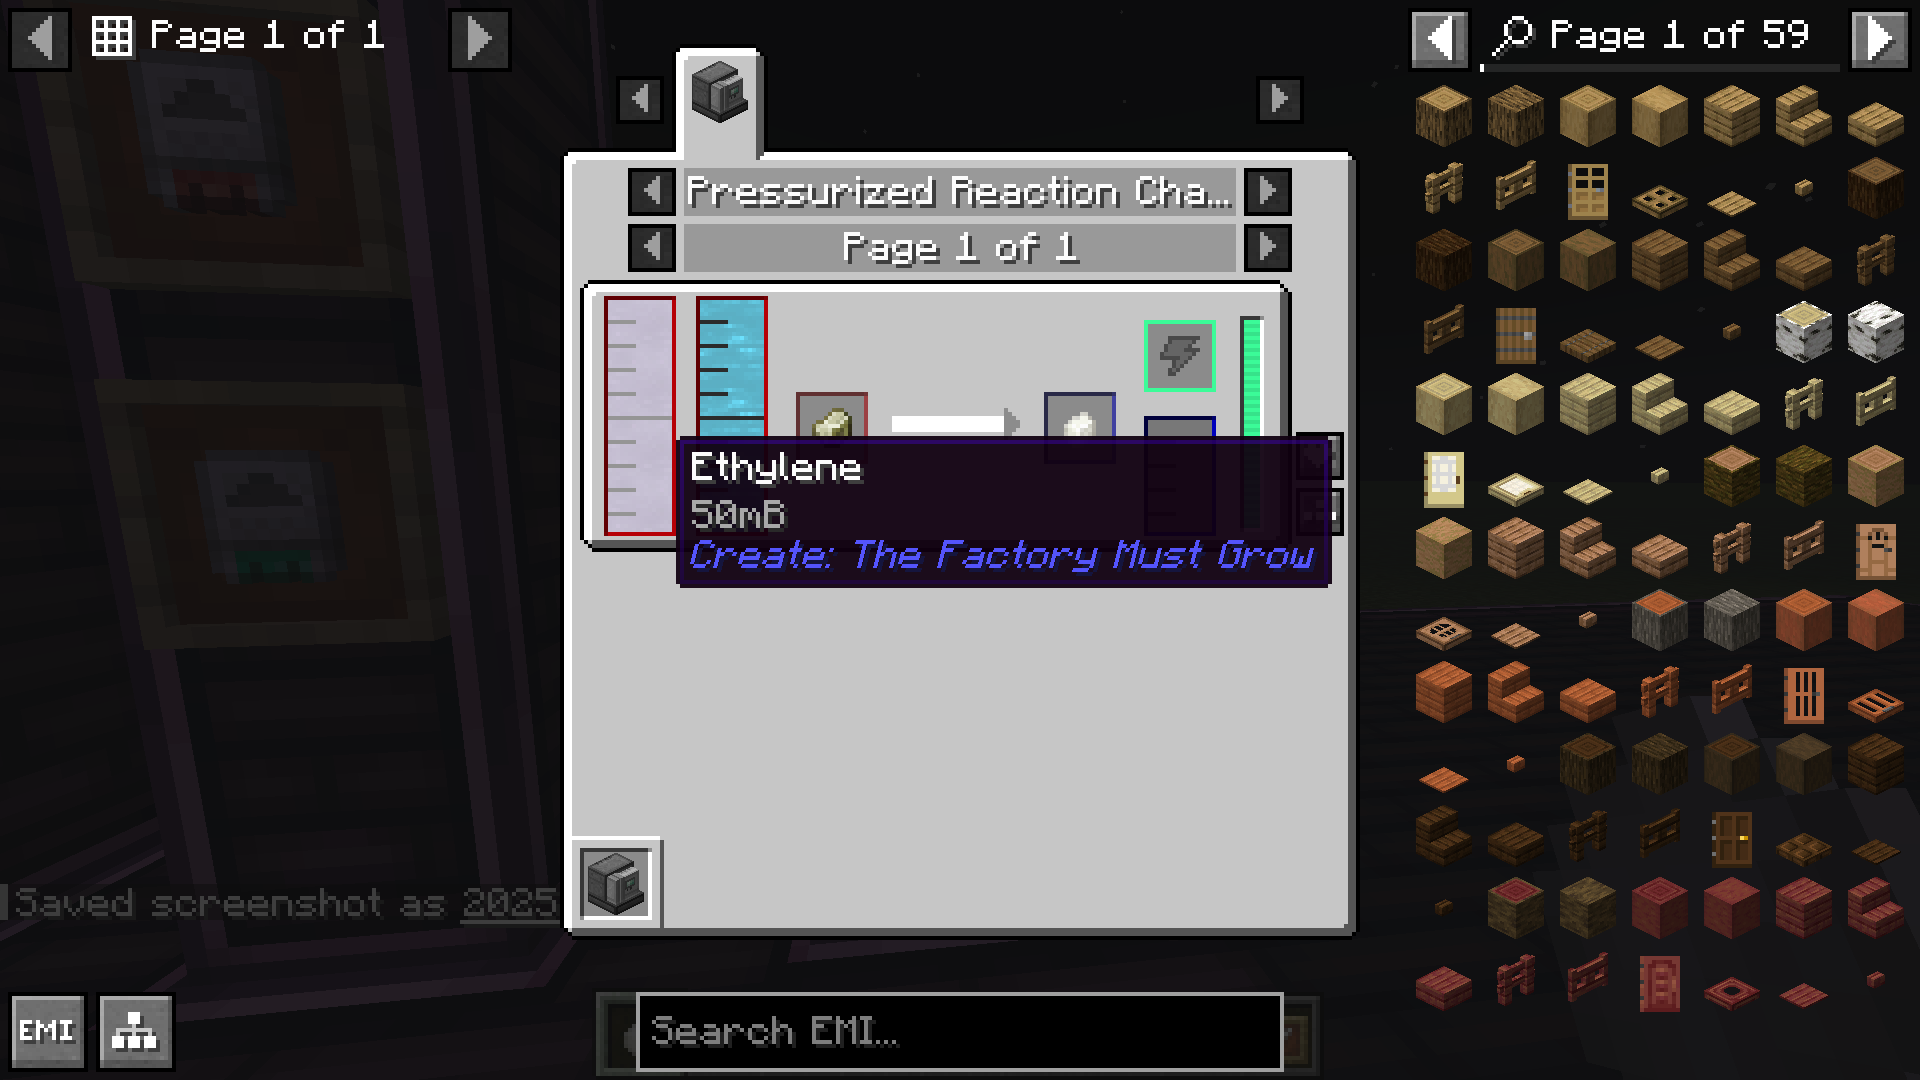 Page 1 of 1
Page 1 of 59
Pressurized Reaction Cha...
Page 1 of 1
Ethylene
50mB
Create: The Factory Must Grow
Saved screenshot as 2025
EMI
Search EMI...